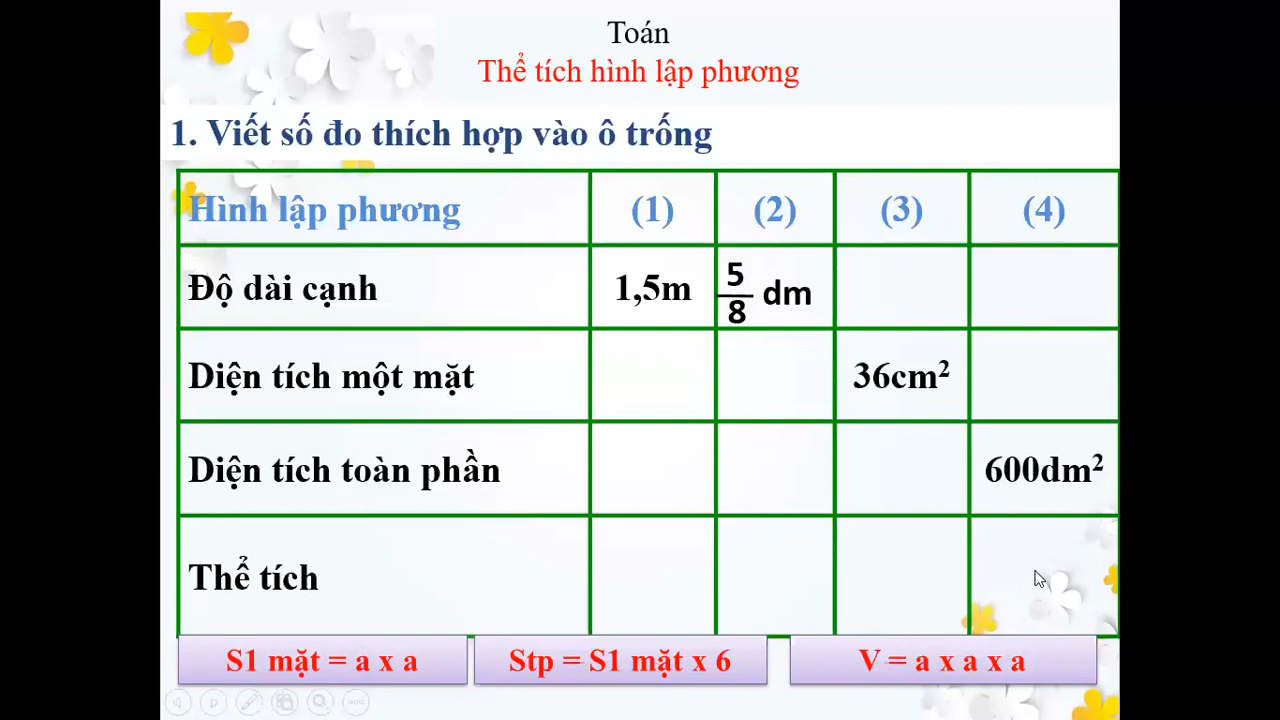 Toán
Thể tích hình lập phương
1. Viết số đo thích hợp vào ô trống
Hình lập phương (1) (2) (3) (4)
Độ dài cạnh 1,5m 5/8 dm
Diện tích một mặt 36cm²
Diện tích toàn phần 600dm²
Thể tích
S1 mặt = a x a Stp = S1 mặt x 6 V = a x a x a